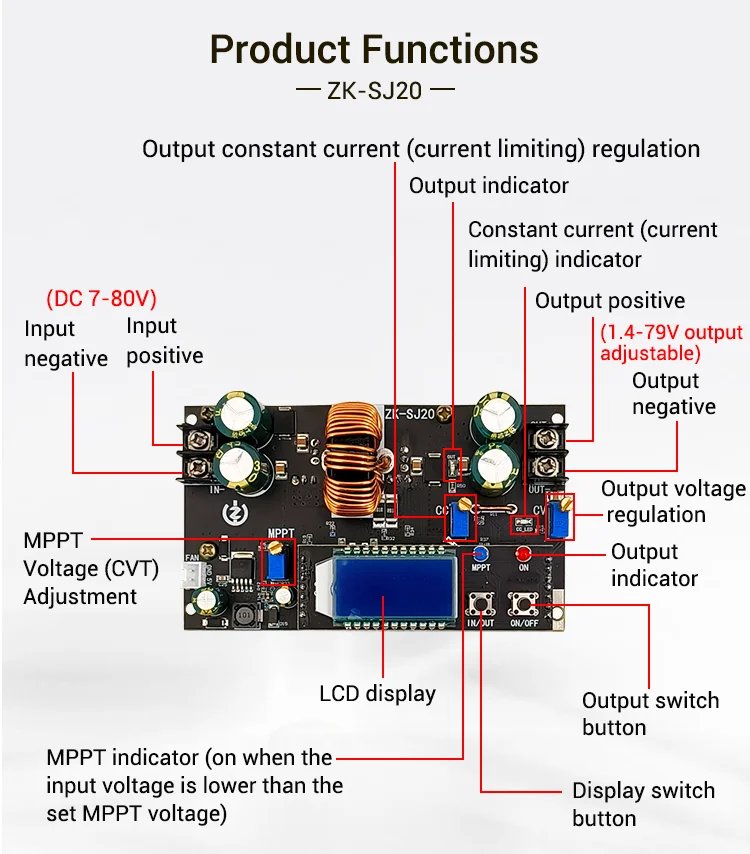 Product Functions
ZK-SJ20
Output constant current (current limiting) regulation
Output indicator
Constant current (current
limiting) indicator
(DC 7-80V)
Input
negative
Input
positive
Output positive
(1.4-79V output
adjustable)
Output
negative
ZK-SJ20
OUT
IN-
CC
CV
CC_LED
Output voltage
regulation
MPPT
Voltage (CVT)
Adjustment
MPPT
FAN
MPPT
ON
Output
indicator
IN/OUT
ON/OFF
LCD display
Output switch
button
MPPT indicator (on when the
input voltage is lower than the
set MPPT voltage)
Display switch
button